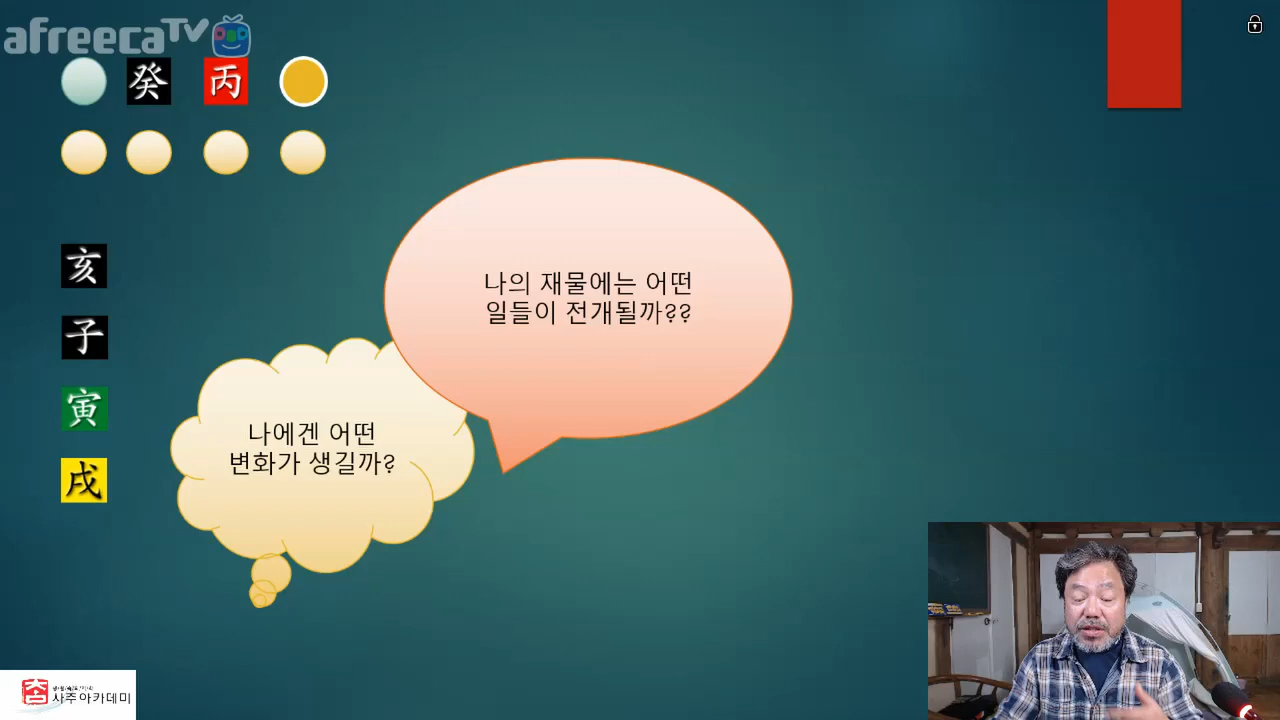 afreecaTV
癸 丙
亥
子
寅
戌
나의 재물에는 어떤
일들이 전개될까??
나에겐 어떤
변화가 생길까?
사주아카데미